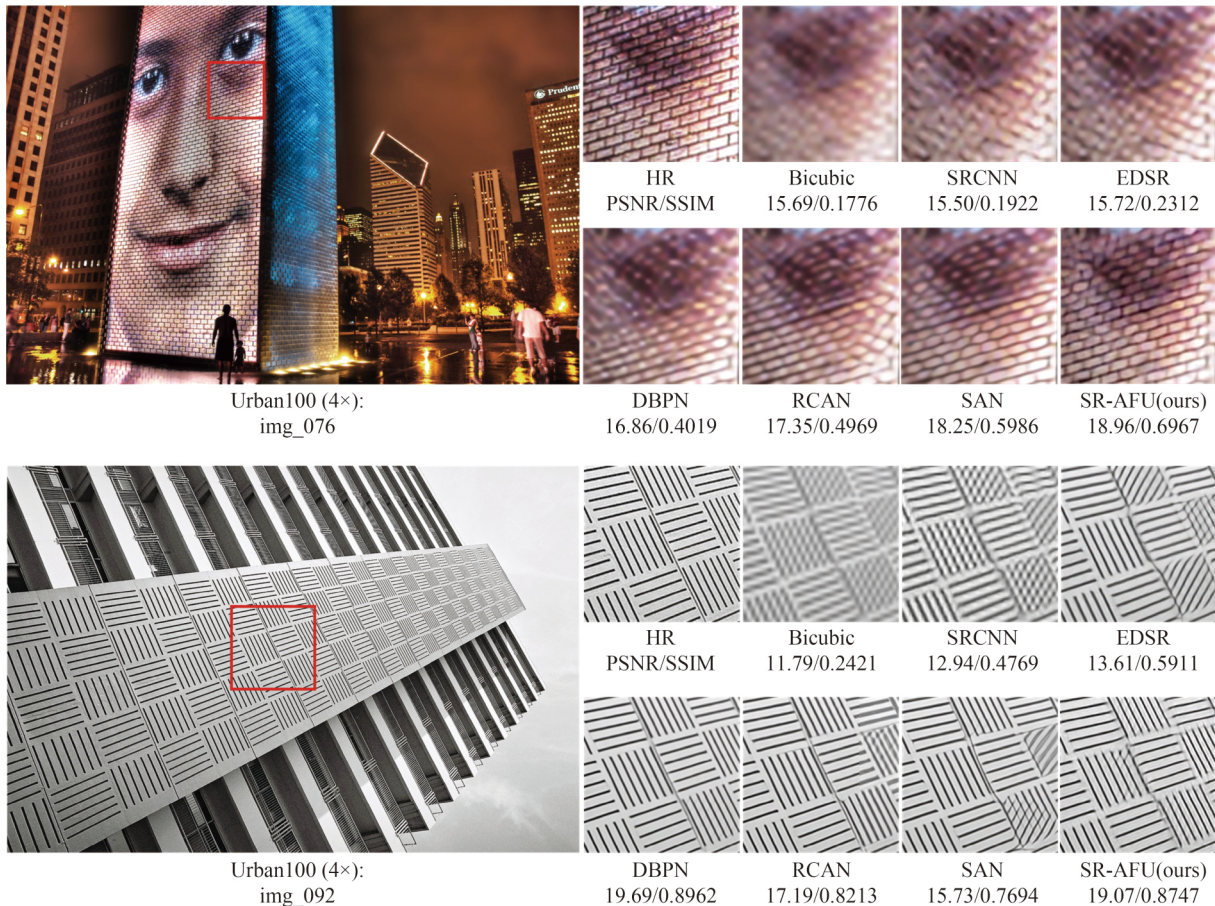 Pruden
HR
Bicubic
SRCNN
EDSR
PSNR/SSIM
15.69/0.1776
15.50/0.1922
15.72/0.2312
DBPN
RCAN
SAN
SR-AFU(ours)
16.86/0.4019
17.35/0.4969
18.25/0.5986
18.96/0.6967
Urban100 (4×):
img_076
HR
Bicubic
SRCNN
EDSR
PSNR/SSIM
11.79/0.2421
12.94/0.4769
13.61/0.5911
DBPN
RCAN
SAN
SR-AFU(ours)
19.69/0.8962
17.19/0.8213
15.73/0.7694
19.07/0.8747
Urban100 (4×):
img_092